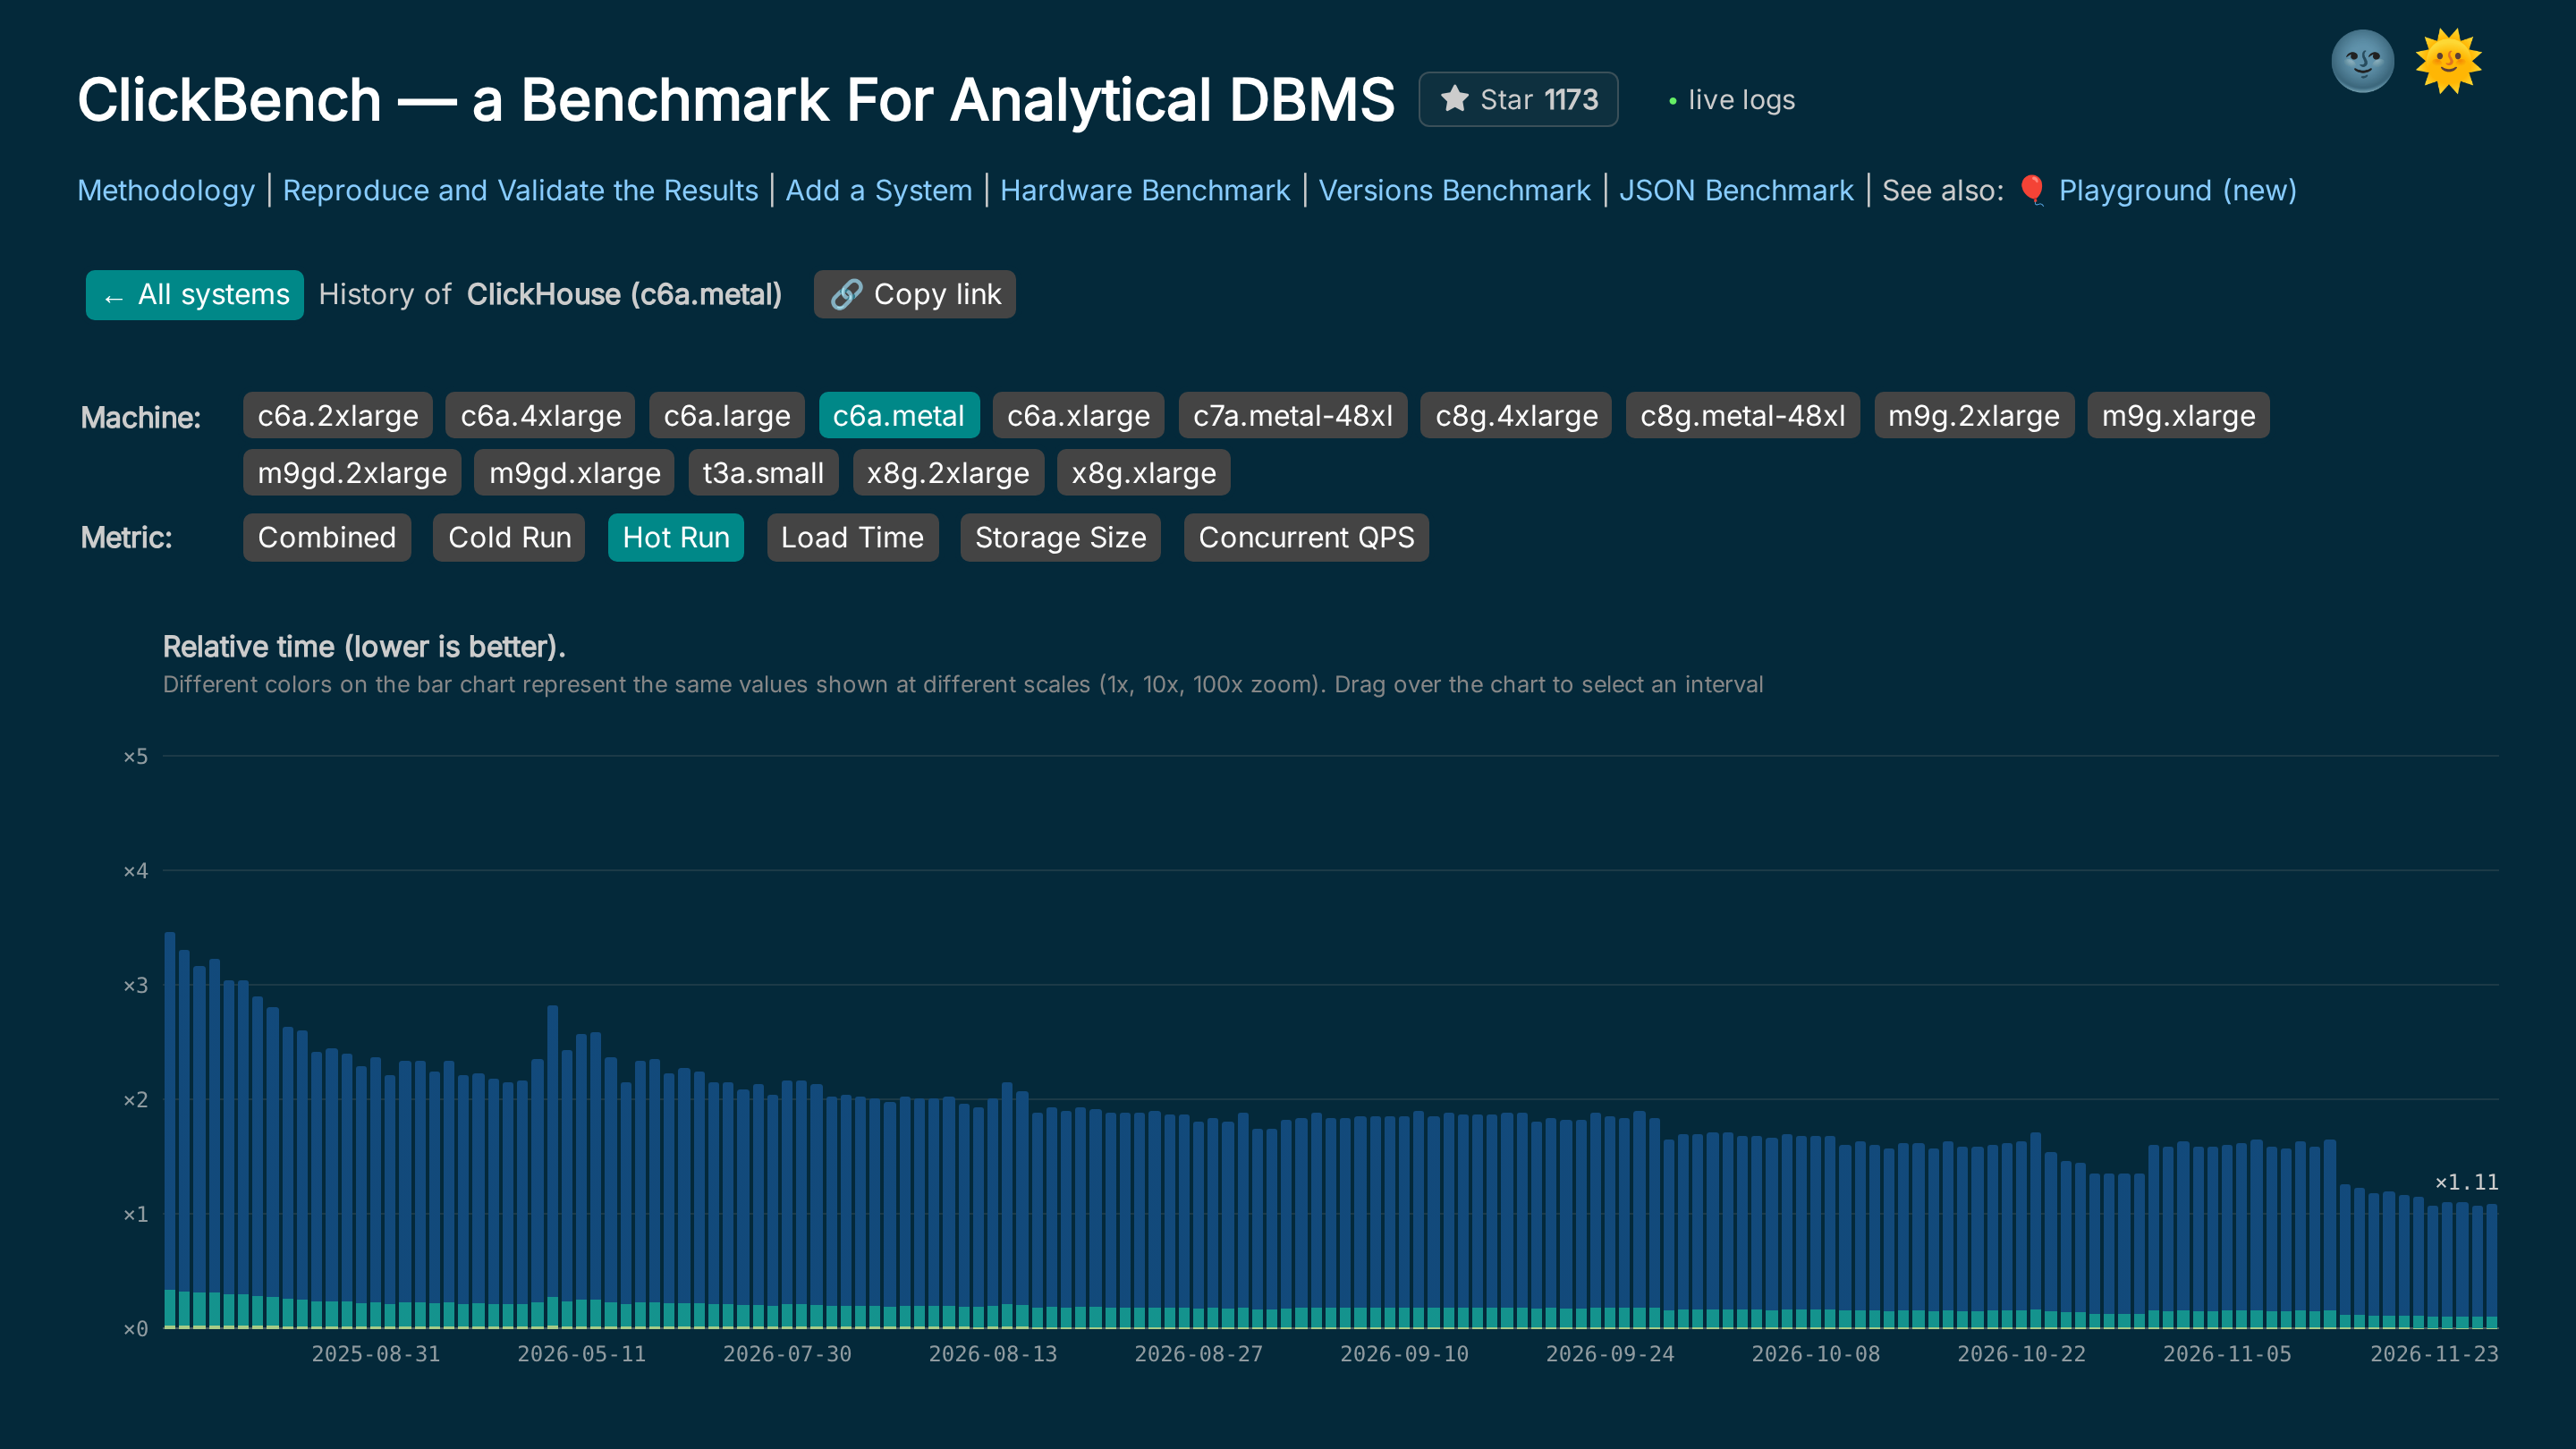 ClickBench — a Benchmark For Analytical DBMS ★ Star 1173 • live logs
Methodology | Reproduce and Validate the Results | Add a System | Hardware Benchmark | Versions Benchmark | JSON Benchmark | See also: 🎈 Playground (new)
← All systems History of ClickHouse (c6a.metal) 🔗 Copy link
Machine: c6a.2xlarge c6a.4xlarge c6a.large c6a.metal c6a.xlarge c7a.metal-48xl c8g.4xlarge c8g.metal-48xl m9g.2xlarge m9g.xlarge
m9gd.2xlarge m9gd.xlarge t3a.small x8g.2xlarge x8g.xlarge
Metric: Combined Cold Run Hot Run Load Time Storage Size Concurrent QPS
Relative time (lower is better).
Different colors on the bar chart represent the same values shown at different scales (1x, 10x, 100x zoom). Drag over the chart to select an interval
×5
×4
×3
×2
×1.11
×1
×0
2025-08-31 2026-05-11 2026-07-30 2026-08-13 2026-08-27 2026-09-10 2026-09-24 2026-10-08 2026-10-22 2026-11-05 2026-11-23